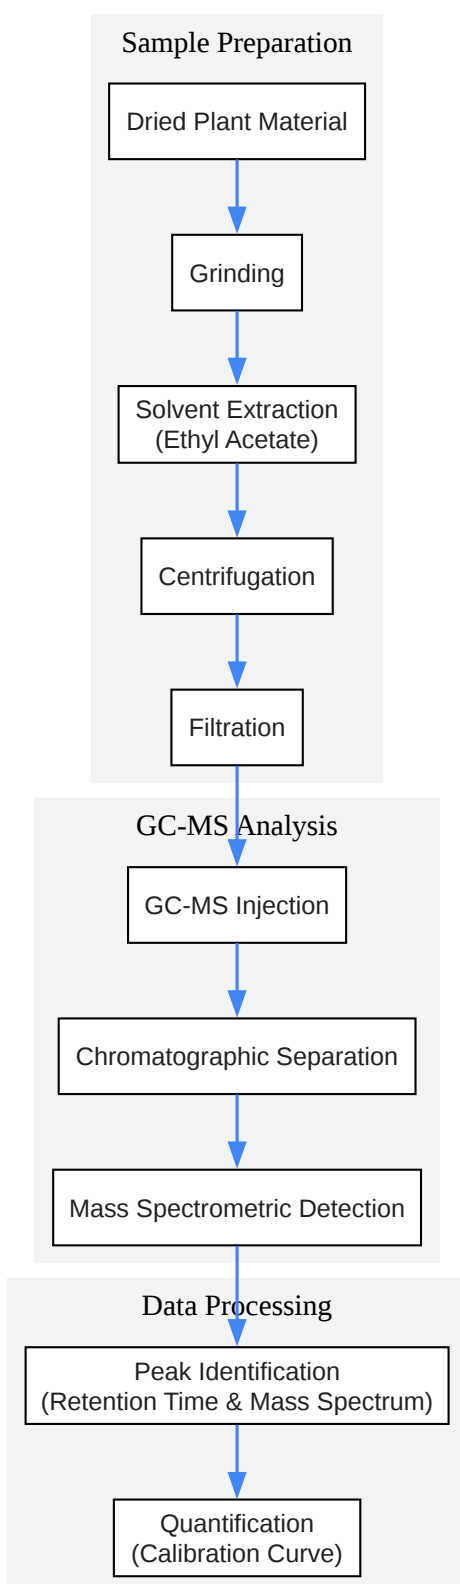 Sample Preparation
Dried Plant Material
Grinding
Solvent Extraction
(Ethyl Acetate)
Centrifugation
Filtration
GC-MS Analysis
GC-MS Injection
Chromatographic Separation
Mass Spectrometric Detection
Data Processing
Peak Identification
(Retention Time & Mass Spectrum)
Quantification
(Calibration Curve)